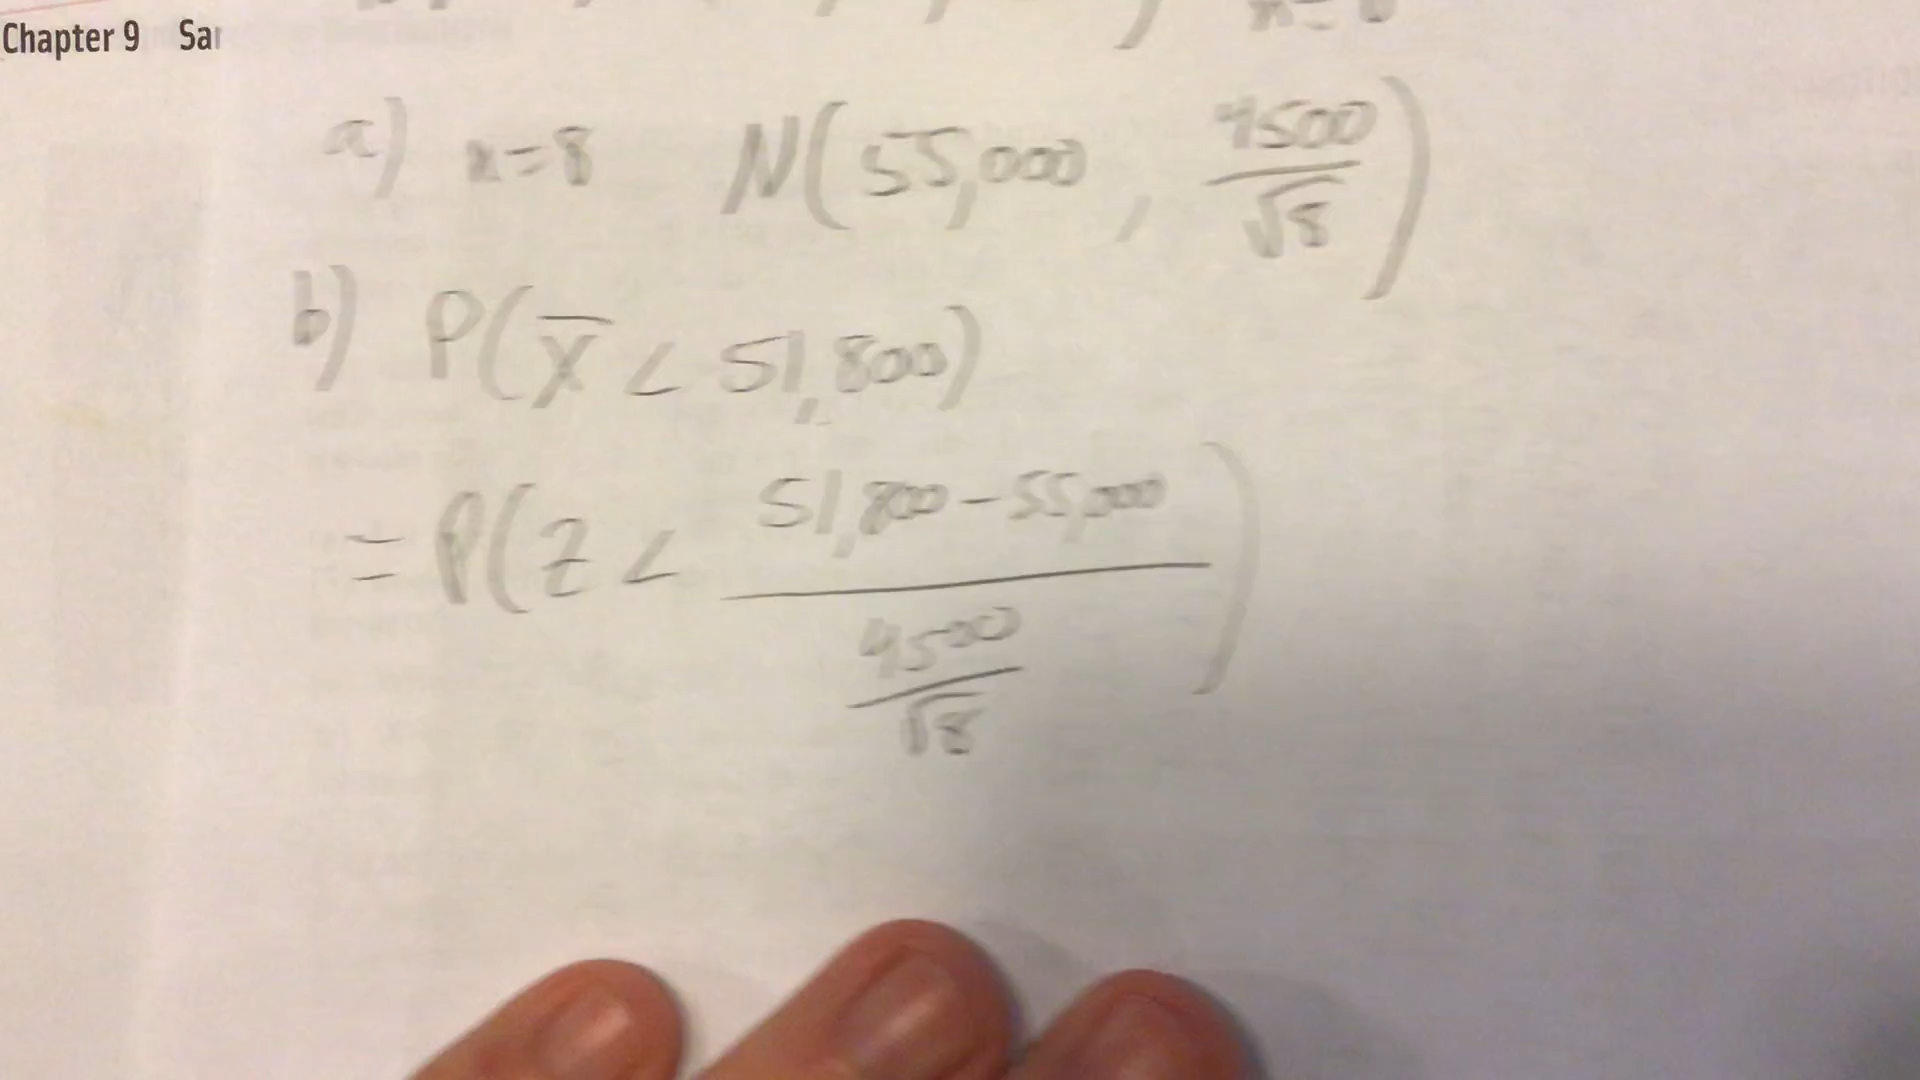 Chapter 9 Sa
a) n=8 N(55,000, 4500/√8)
b) P(X̅ < 51,800)
= P(Z < (51,800-55,000)/(4500/√8))